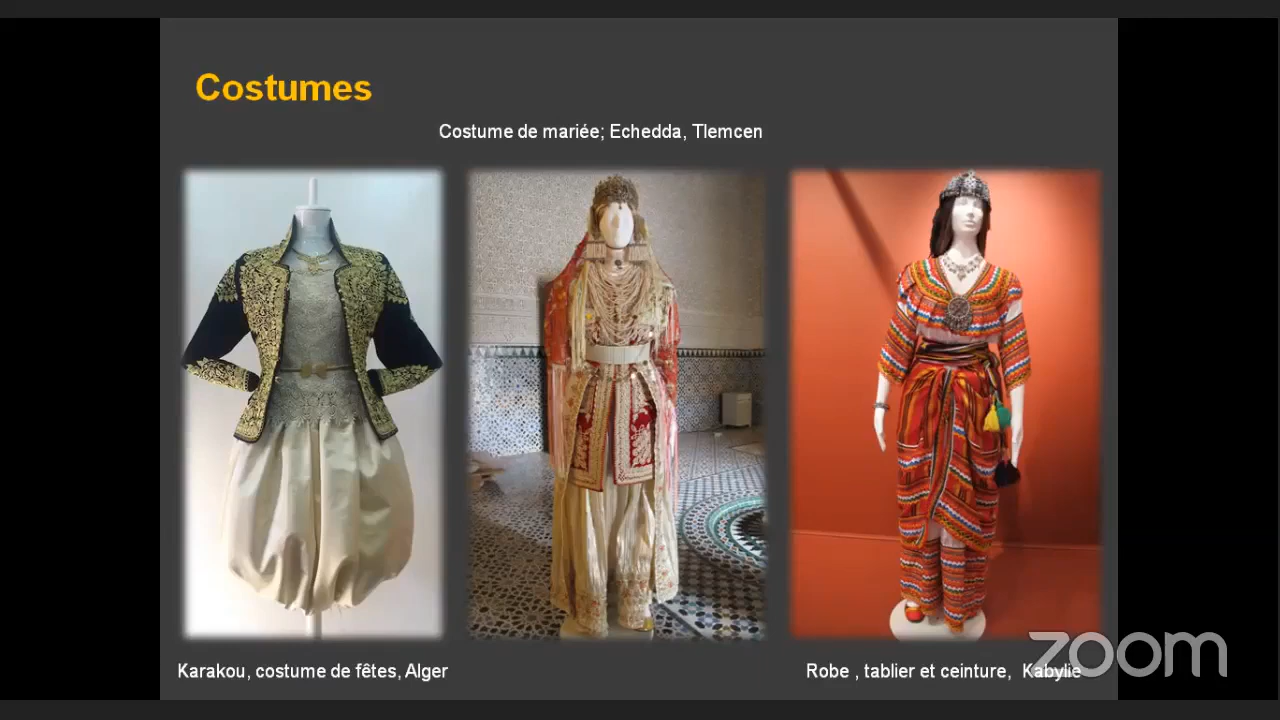 Costumes
Costume de mariée; Echedda, Tlemcen
Karakou, costume de fêtes, Alger
Robe , tablier et ceinture, Kabylie
zoom